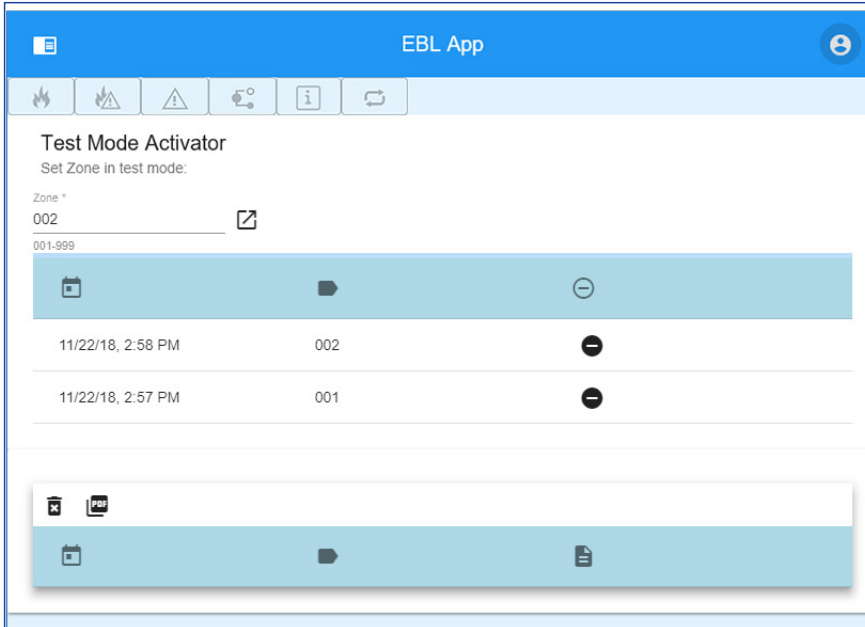 EBL App
Test Mode Activator
Set Zone in test mode:
Zone *
002
001-999
11/22/18, 2:58 PM 002
11/22/18, 2:57 PM 001
PDF